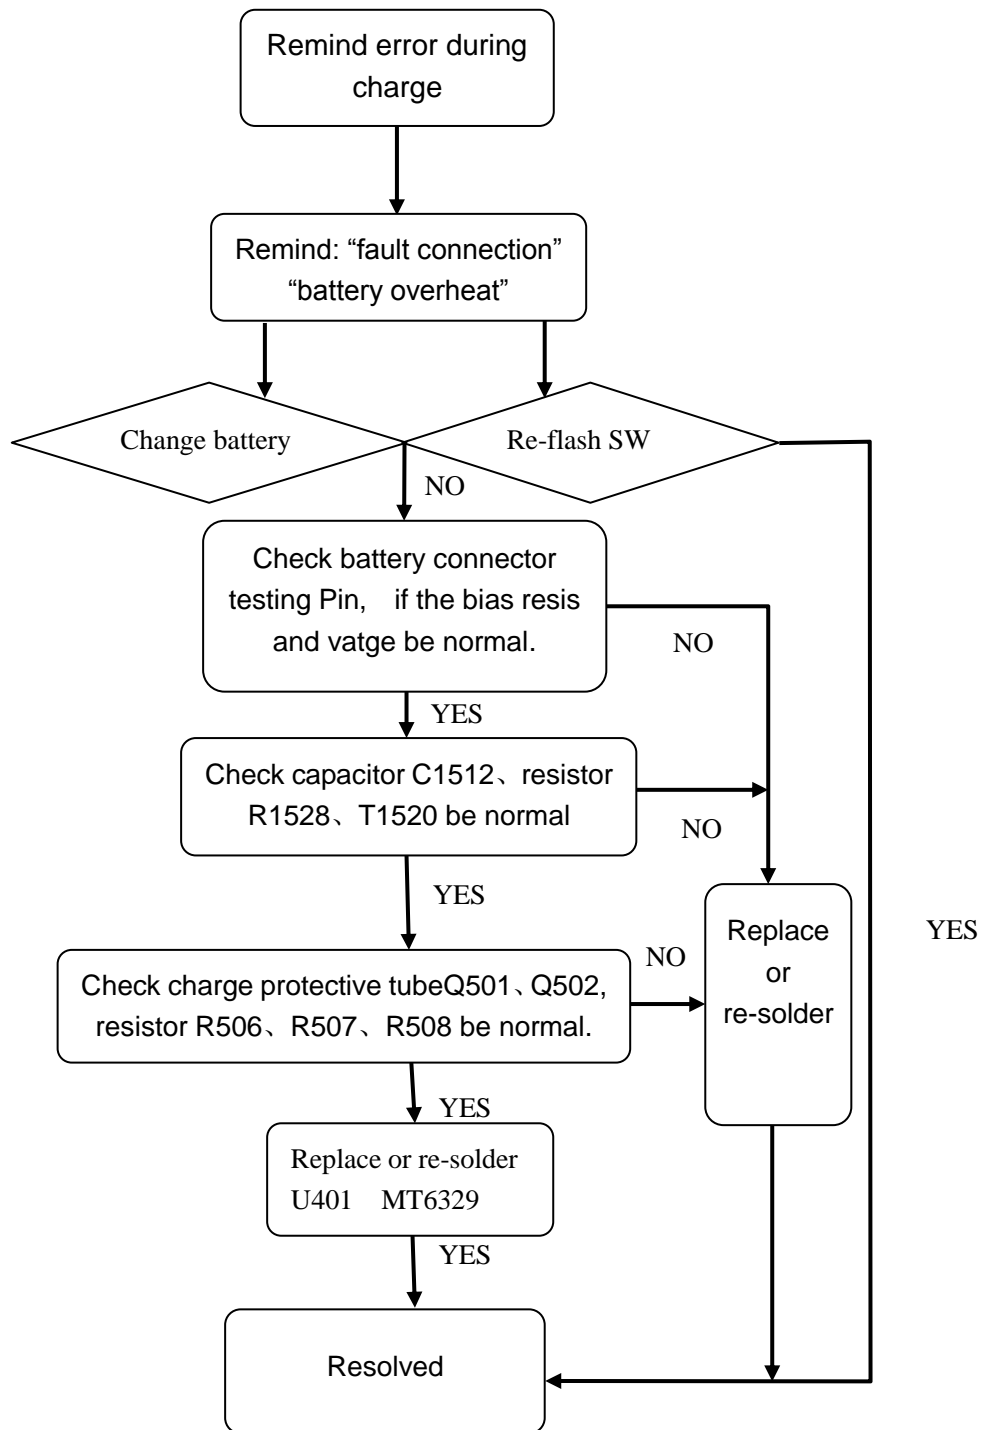 Remind error during
charge
Remind: “fault connection”
“battery overheat”
Change battery
Re-flash SW
NO
Check battery connector
testing Pin, if the bias resis
and vatge be normal.
NO
YES
Check capacitor C1512、resistor
R1528、T1520 be normal
NO
YES
Check charge protective tubeQ501、Q502,
resistor R506、R507、R508 be normal.
NO
Replace
or
re-solder
YES
YES
Replace or re-solder
U401 MT6329
YES
Resolved